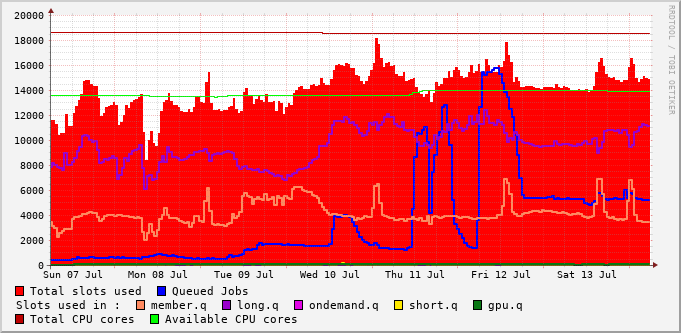 20000
18000
16000
14000
12000
10000
8000
6000
4000
2000
0
Sun 07 Jul Mon 08 Jul Tue 09 Jul Wed 10 Jul Thu 11 Jul Fri 12 Jul Sat 13 Jul
Total slots used Queued Jobs
Slots used in : member.q long.q ondemand.q short.q gpu.q
Total CPU cores Available CPU cores
RRDTOOL / TOBI OETIKER